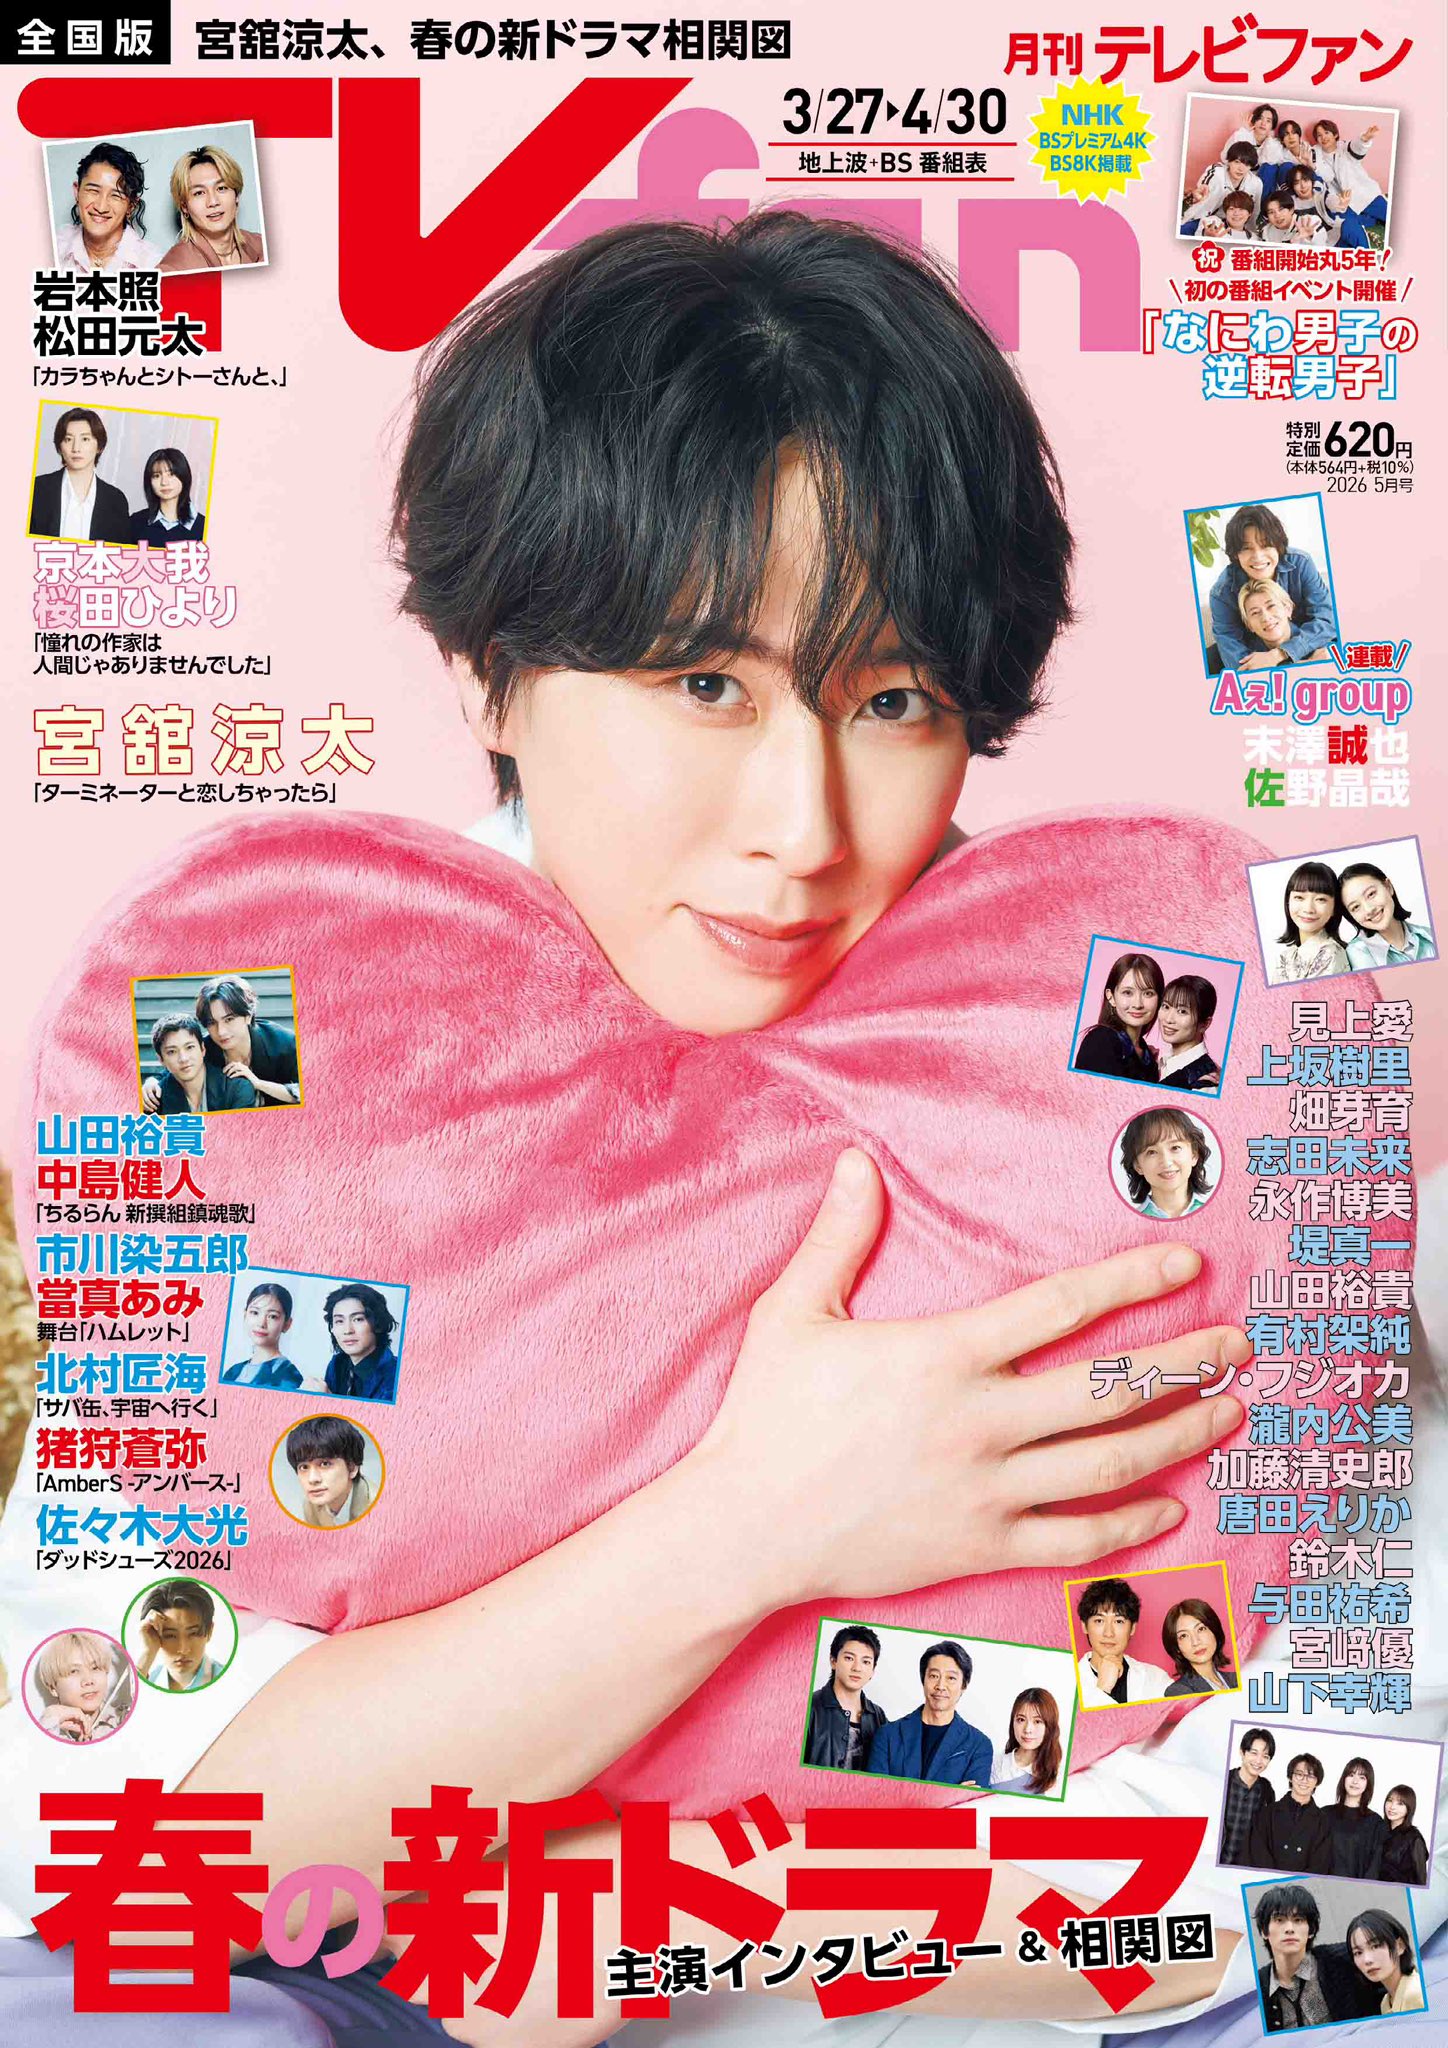 全国版
宮舘涼太、春の新ドラマ相関図
月刊 テレビファン
TVfan
3/27▶4/30
地上波+BS 番組表
NHK
BSプレミアム4K
BS8K掲載
岩本照
松田元太
「カラちゃんとシトーさんと、」
㊗ 番組開始丸5年!
\初の番組イベント開催/
「なにわ男子の
逆転男子」
特別
定価620円
(本体564円+税10%)
2026 5月号
京本大我
桜田ひより
「憧れの作家は
人間じゃありませんでした」
宮舘涼太
「ターミネーターと恋しちゃったら」
\連載/
Aぇ! group
末澤誠也
佐野晶哉
山田裕貴
中島健人
「ちるらん 新撰組鎮魂歌」
市川染五郎
當真あみ
舞台「ハムレット」
北村匠海
「サバ缶、宇宙へ行く」
猪狩蒼弥
「AmberS -アンバース-」
佐々木大光
「ダッドシューズ2026」
見上愛
上坂樹里
畑芽育
志田未来
永作博美
堤真一
山田裕貴
有村架純
ディーン・フジオカ
瀧内公美
加藤清史郎
唐田えりか
鈴木仁
与田祐希
宮﨑優
山下幸輝
春の新ドラマ
主演インタビュー & 相関図